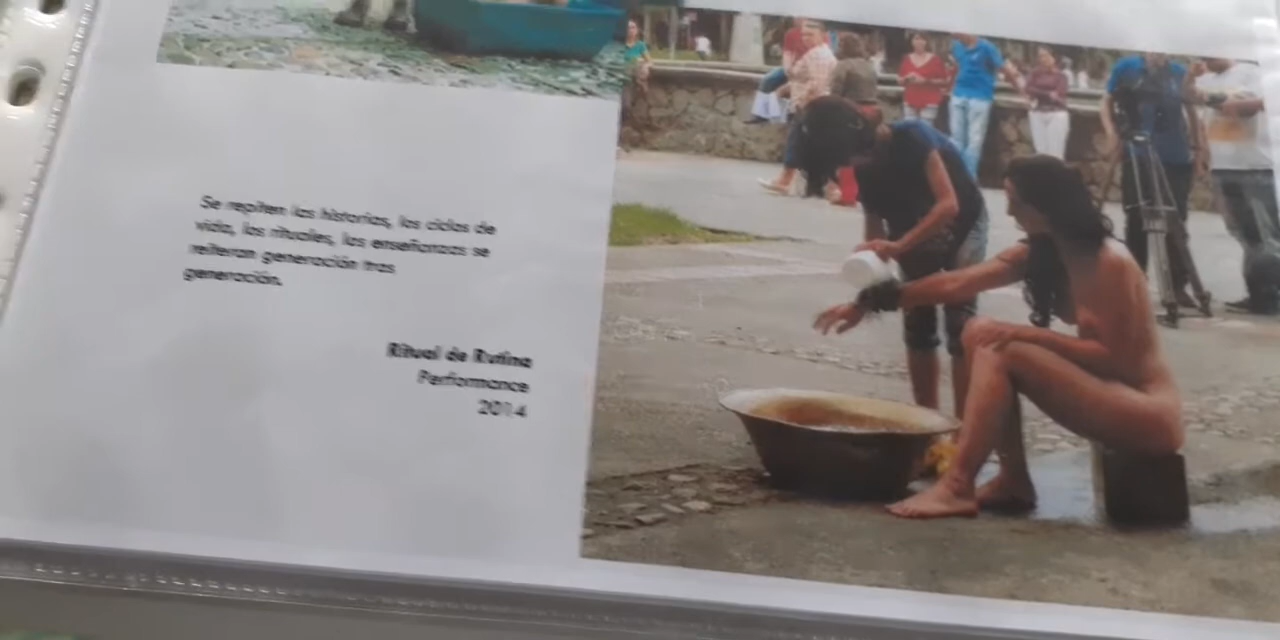 Se repiten las historias, los ciclos de
vida, los rituales, las enseñanzas se
reiteran generación tras
generación.
Ritual de Rutina
Performance
2014